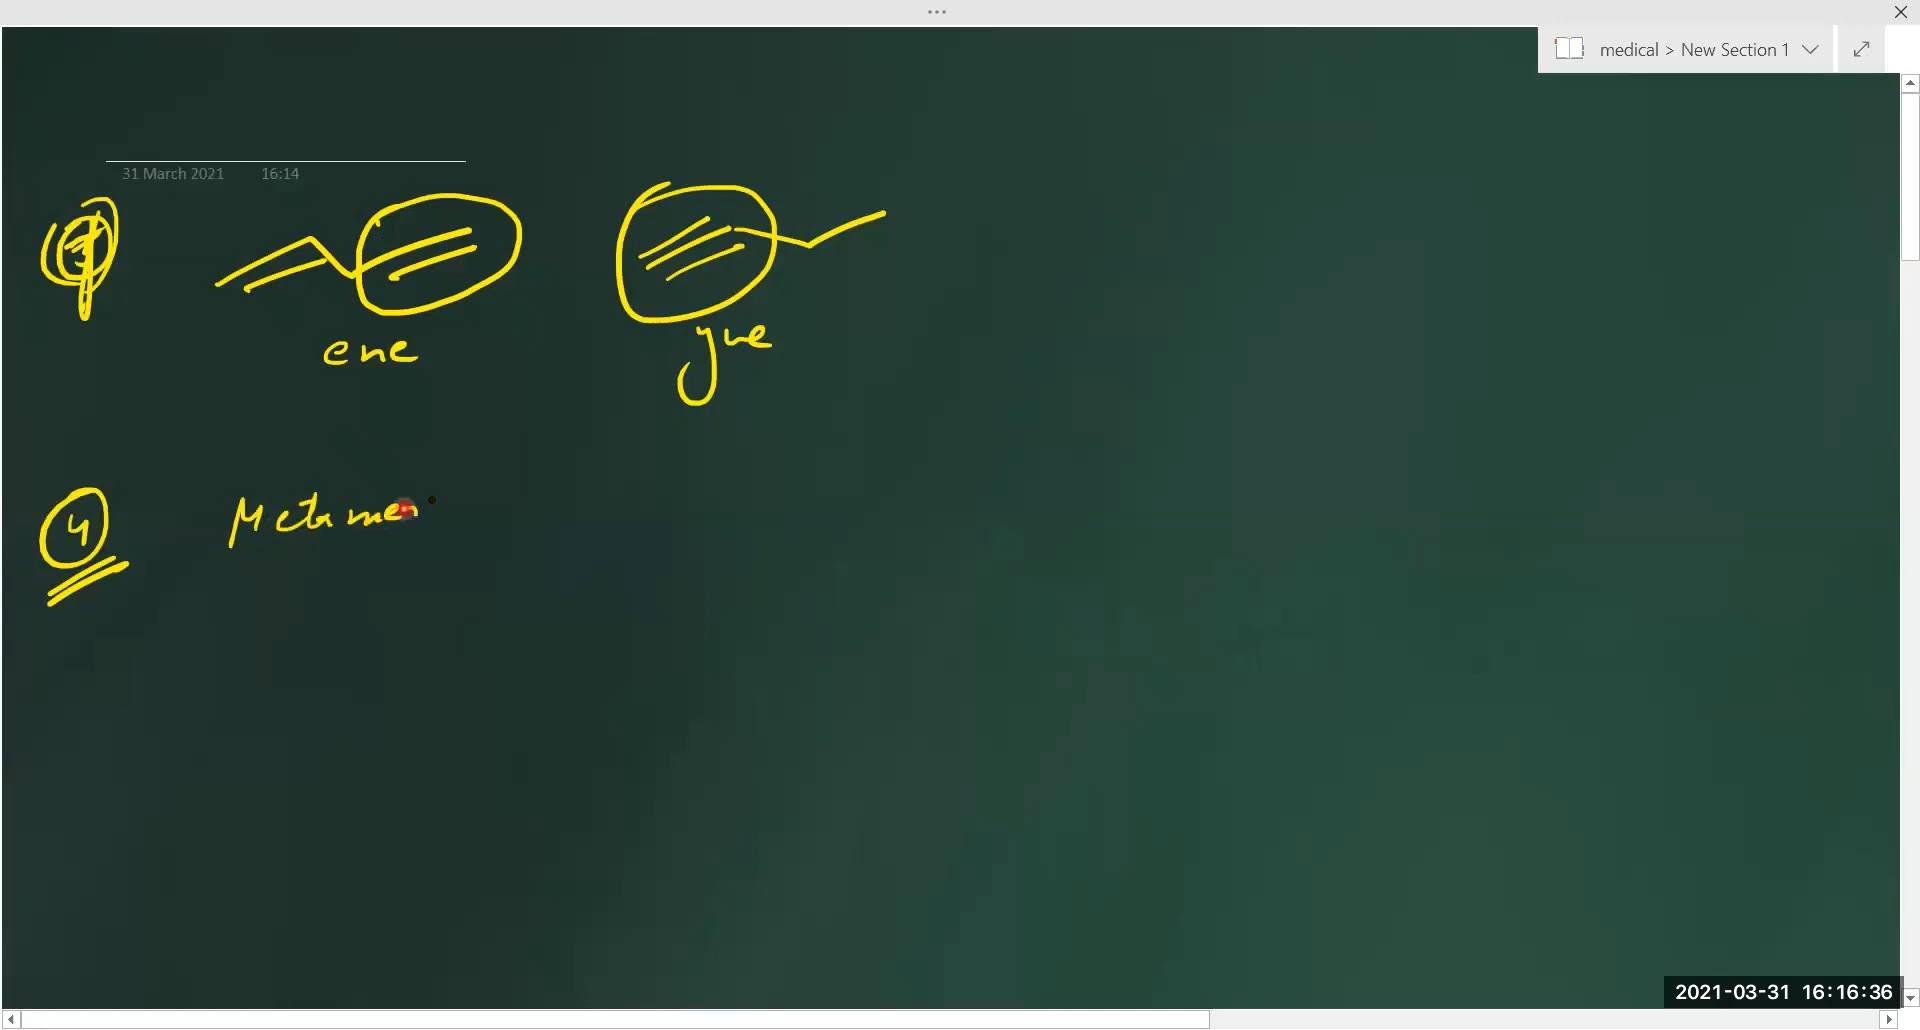 medical > New Section 1
31 March 2021 16:14
3
ene
yne
4 Metamer
2021-03-31 16:16:36